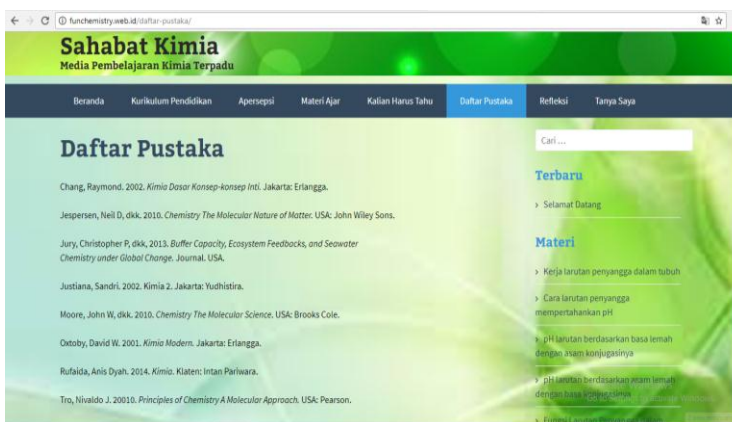 funchemistry.web.id/daftar-pustaka/
Sahabat Kimia
Media Pembelajaran Kimia Terpadu
Beranda Kurikulum Pendidikan Apersepsi Materi Ajar Kalian Harus Tahu Daftar Pustaka Refleksi Tanya Saya
Daftar Pustaka
Chang, Raymond. 2002. Kimia Dasar Konsep-konsep Inti. Jakarta: Erlangga.
Jespersen, Neil D, dkk. 2010. Chemistry The Molecular Nature of Matter. USA: John Wiley Sons.
Jury, Christopher P, dkk, 2013. Buffer Capacity, Ecosystem Feedbacks, and Seawater
Chemistry under Global Change. Journal. USA.
Justiana, Sandri. 2002. Kimia 2. Jakarta: Yudhistira.
Moore, John W, dkk. 2010. Chemistry The Molecular Science. USA: Brooks Cole.
Oxtoby, David W. 2001. Kimia Modern. Jakarta: Erlangga.
Rufaida, Anis Dyah. 2014. Kimia. Klaten: Intan Pariwara.
Tro, Nivaldo J. 20010. Principles of Chemistry A Molecular Approach. USA: Pearson.
Cari ...
Terbaru
› Selamat Datang
Materi
› Kerja larutan penyangga dalam tubuh
› Cara larutan penyangga
mempertahankan pH
› pH larutan berdasarkan basa lemah
dengan asam konjugasinya
› pH larutan berdasarkan asam lemah
dengan basa konjugasinya
› Fungsi Larutan